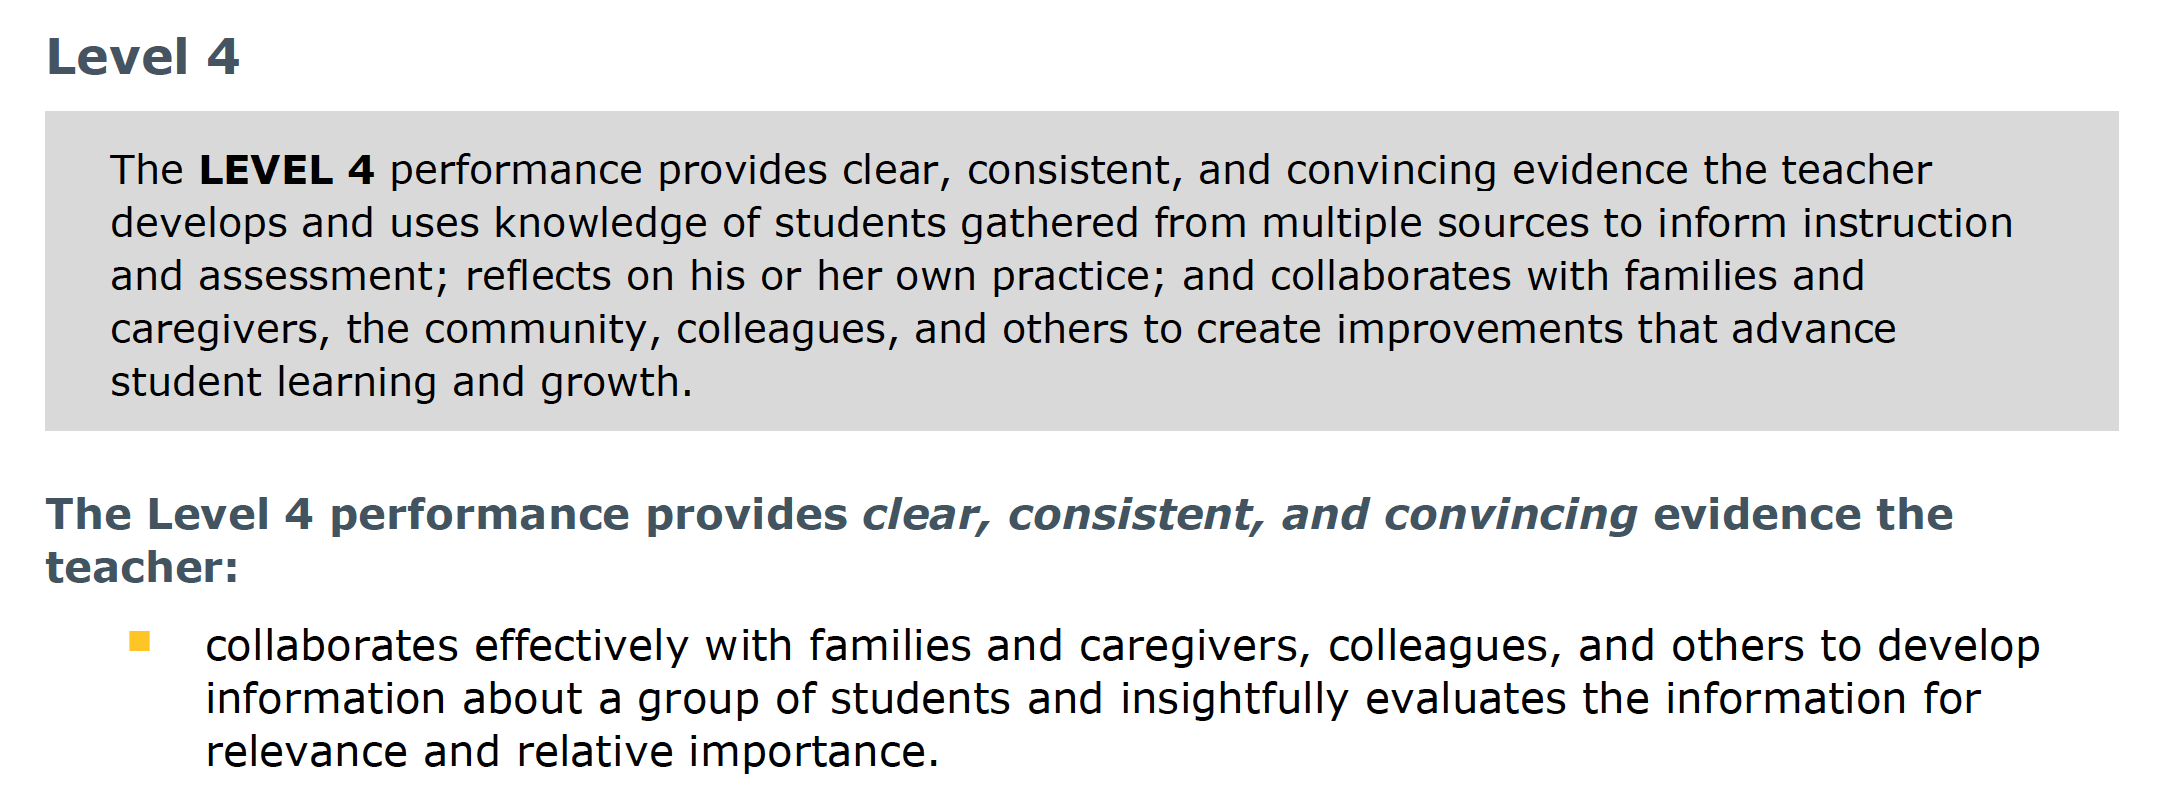 Level 4
The LEVEL 4 performance provides clear, consistent, and convincing evidence the teacher
develops and uses knowledge of students gathered from multiple sources to inform instruction
and assessment; reflects on his or her own practice; and collaborates with families and
caregivers, the community, colleagues, and others to create improvements that advance
student learning and growth.
The Level 4 performance provides clear, consistent, and convincing evidence the
teacher:
collaborates effectively with families and caregivers, colleagues, and others to develop
information about a group of students and insightfully evaluates the information for
relevance and relative importance.